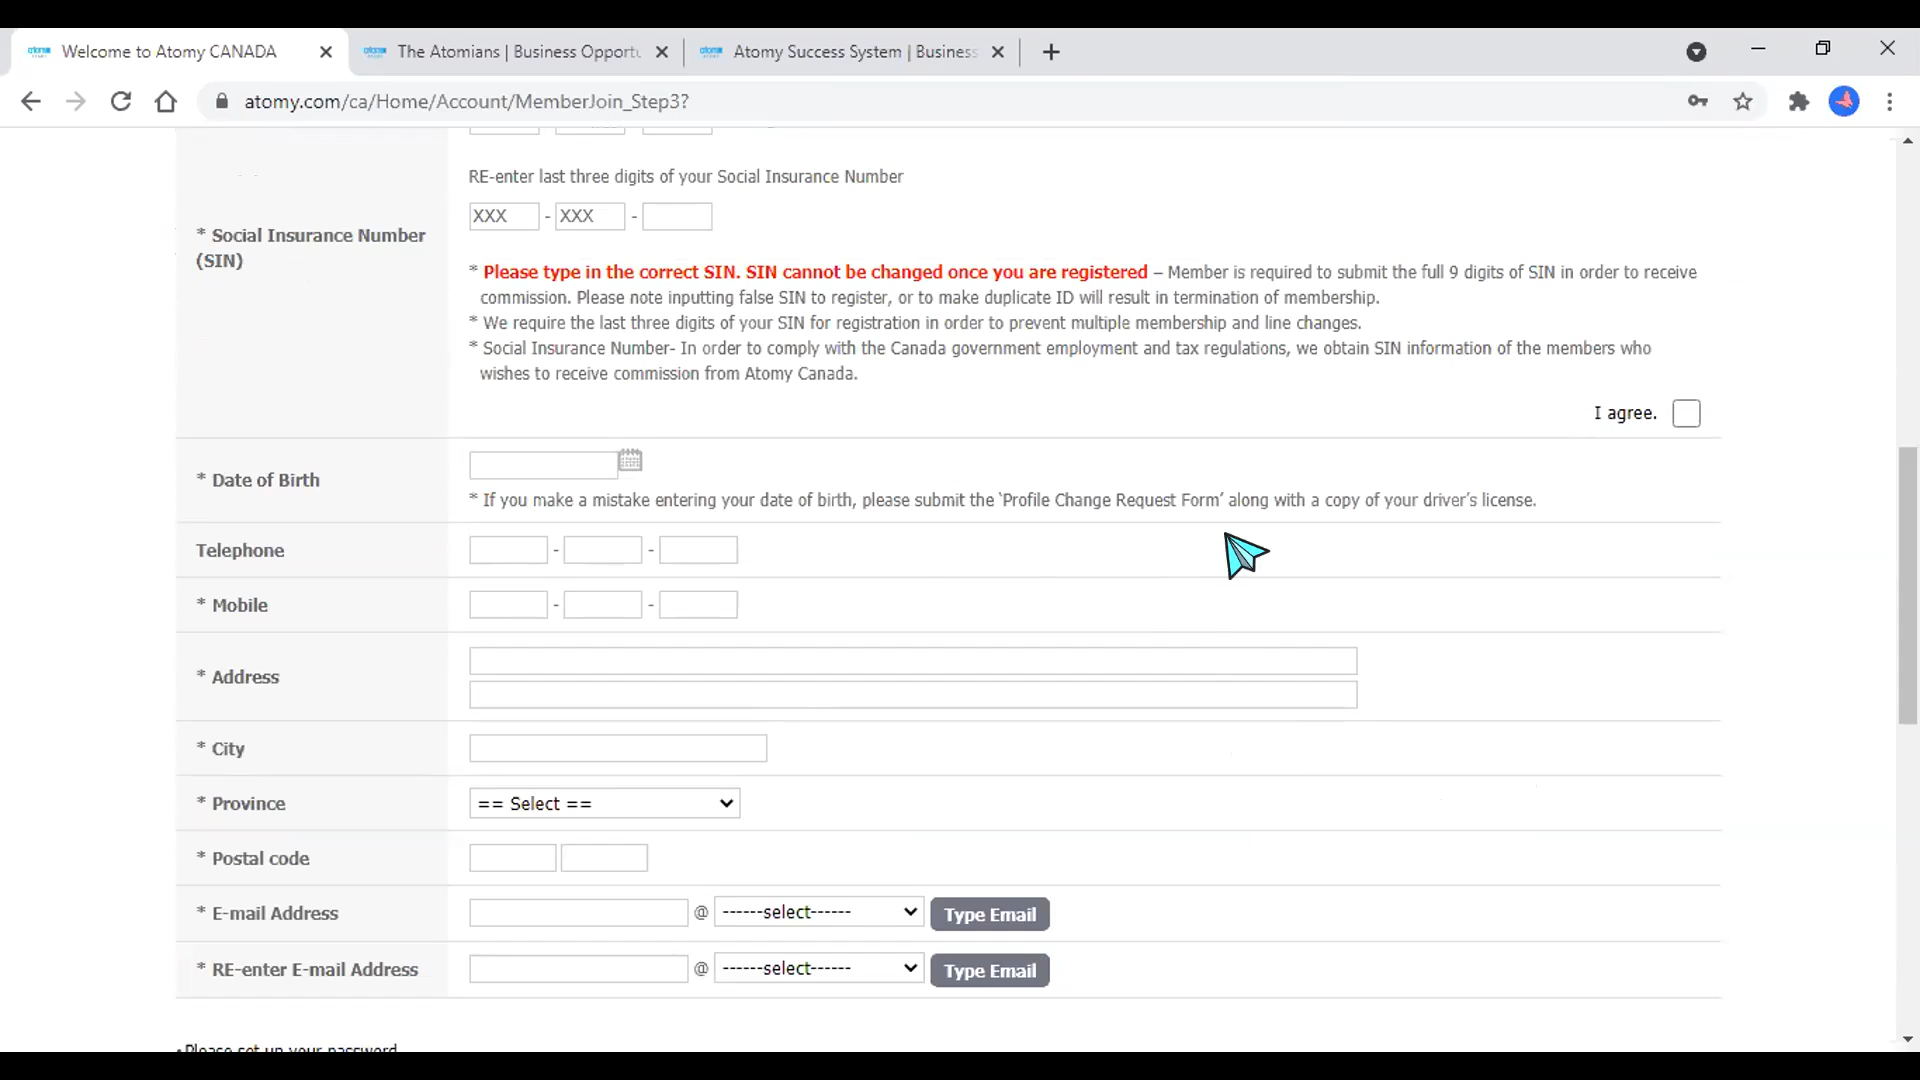 Welcome to Atomy CANADA
The Atomians | Business Opportu
Atomy Success System | Business
atomy.com/ca/Home/Account/MemberJoin_Step3?
RE-enter last three digits of your Social Insurance Number
XXX - XXX -
* Social Insurance Number
(SIN)
* Please type in the correct SIN. SIN cannot be changed once you are registered – Member is required to submit the full 9 digits of SIN in order to receive
commission. Please note inputting false SIN to register, or to make duplicate ID will result in termination of membership.
* We require the last three digits of your SIN for registration in order to prevent multiple membership and line changes.
* Social Insurance Number- In order to comply with the Canada government employment and tax regulations, we obtain SIN information of the members who
wishes to receive commission from Atomy Canada.
I agree.
* Date of Birth
* If you make a mistake entering your date of birth, please submit the ‘Profile Change Request Form’ along with a copy of your driver’s license.
Telephone - -
* Mobile - -
* Address
* City
* Province == Select ==
* Postal code
* E-mail Address @ ------select------ Type Email
* RE-enter E-mail Address @ ------select------ Type Email
• Please set up your password